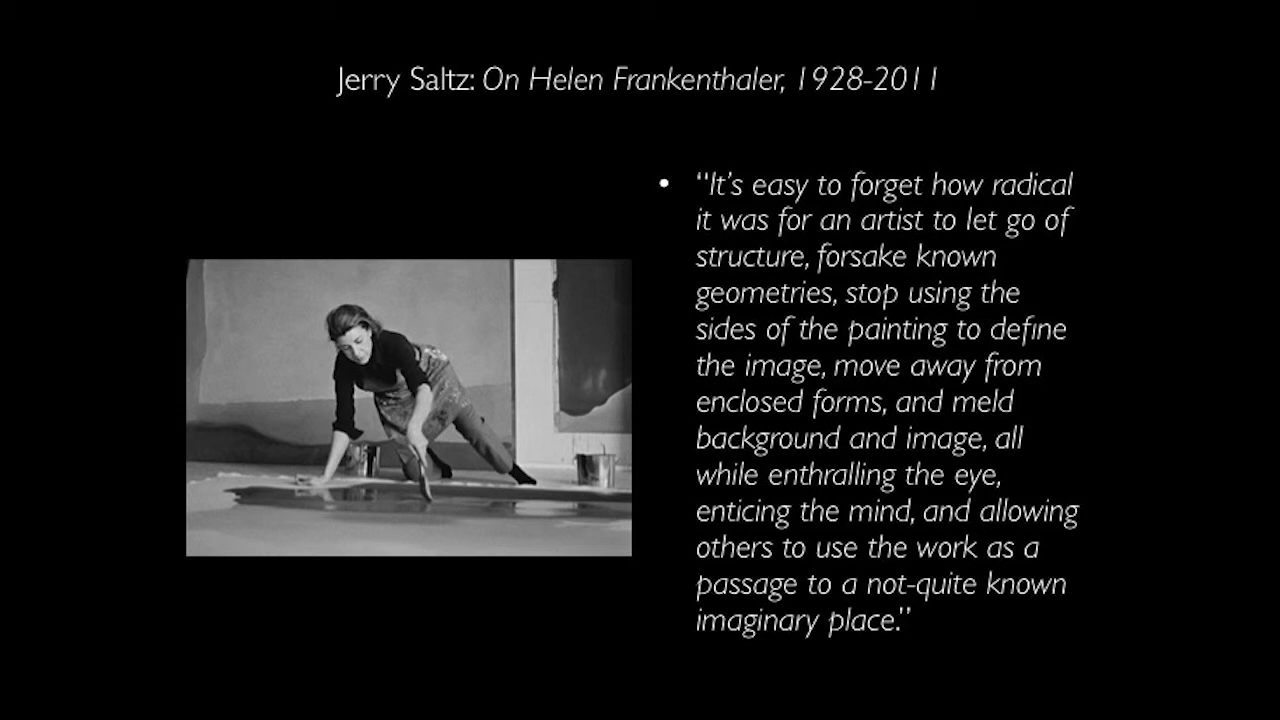 Jerry Saltz: On Helen Frankenthaler, 1928-2011
• “It’s easy to forget how radical
it was for an artist to let go of
structure, forsake known
geometries, stop using the
sides of the painting to define
the image, move away from
enclosed forms, and meld
background and image, all
while enthralling the eye,
enticing the mind, and allowing
others to use the work as a
passage to a not-quite known
imaginary place.”